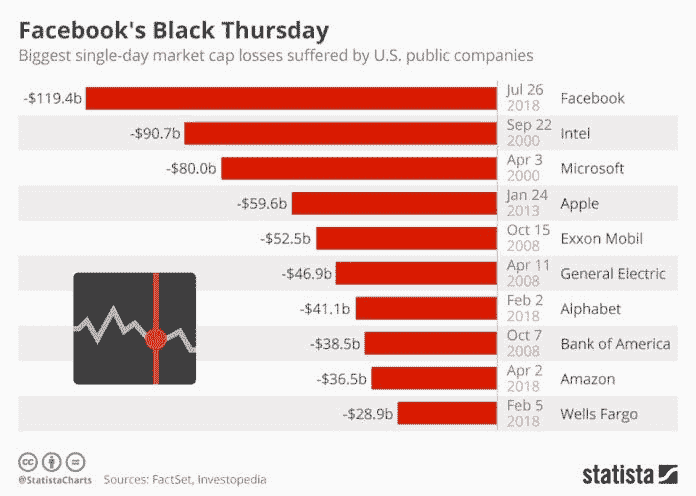 Facebook's Black Thursday
Biggest single-day market cap losses suffered by U.S. public companies
-$119.4b Jul 26 2018 Facebook
-$90.7b Sep 22 2000 Intel
-$80.0b Apr 3 2000 Microsoft
-$59.6b Jan 24 2013 Apple
-$52.5b Oct 15 2008 Exxon Mobil
-$46.9b Apr 11 2008 General Electric
-$41.1b Feb 2 2018 Alphabet
-$38.5b Oct 7 2008 Bank of America
-$36.5b Apr 2 2018 Amazon
-$28.9b Feb 5 2018 Wells Fargo
cc
@StatistaCharts Sources: FactSet, Investopedia
statista